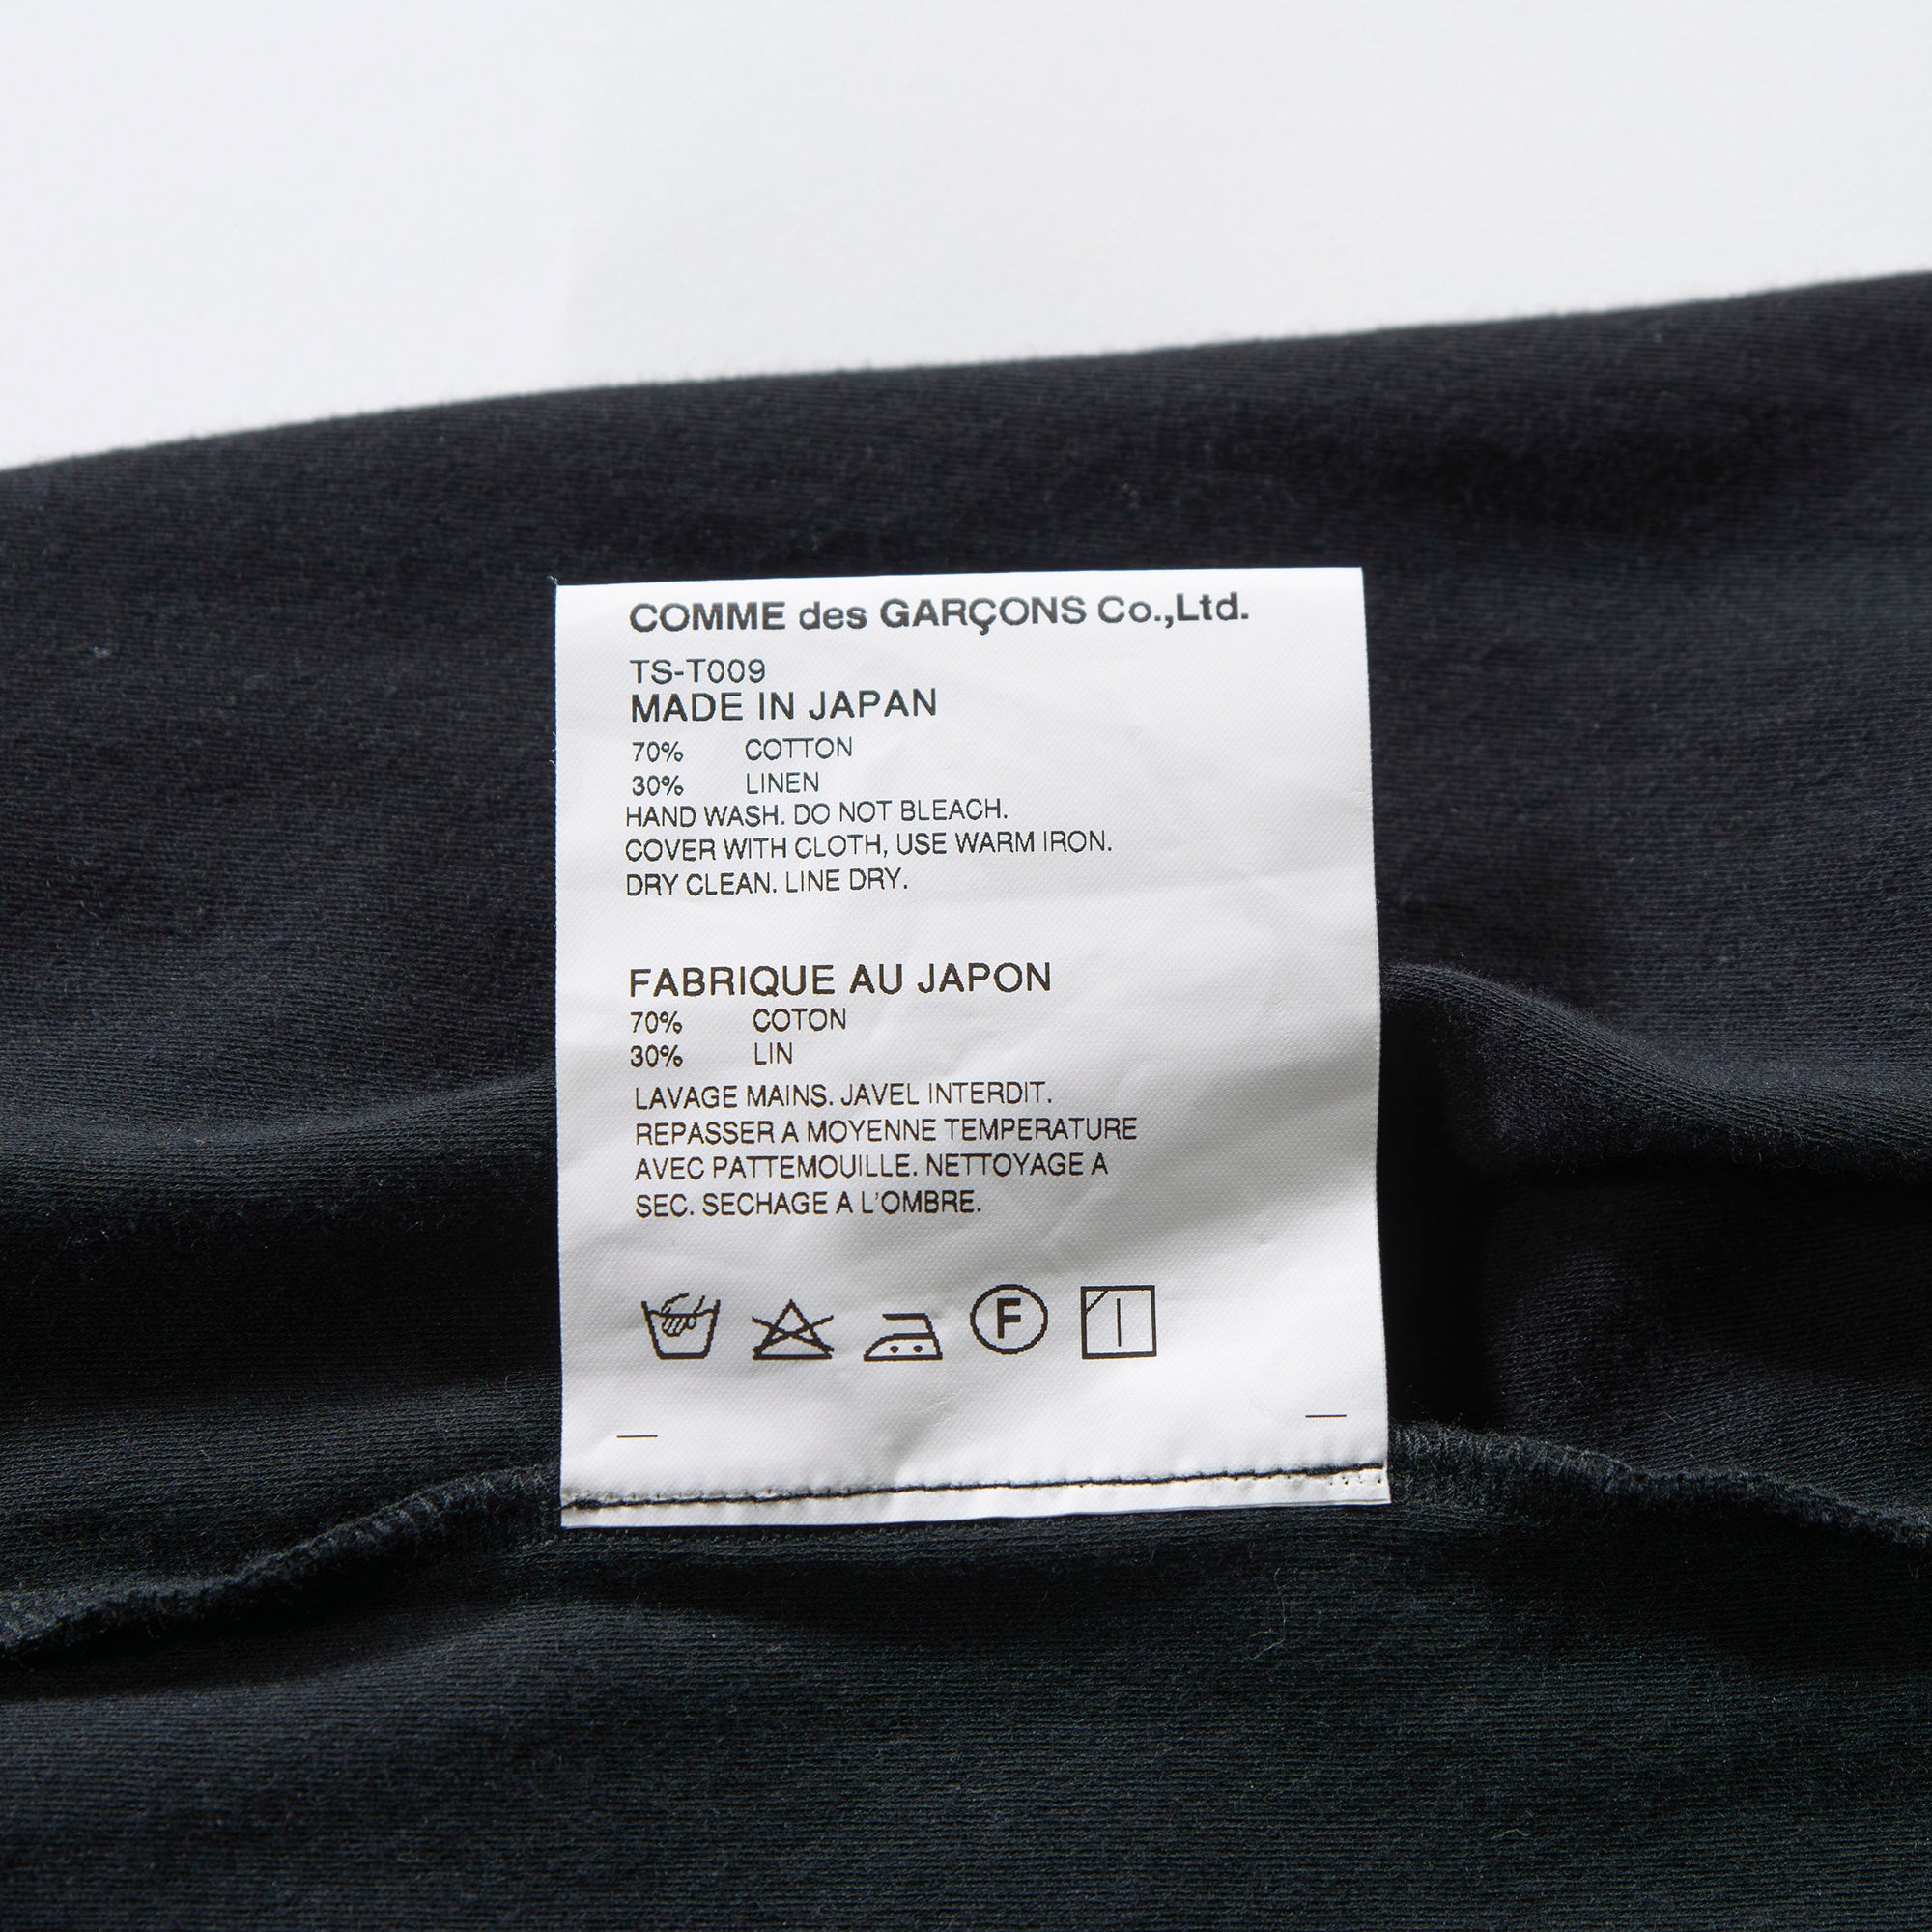 COMME des GARÇONS Co.,Ltd.
TS-T009
MADE IN JAPAN
70% COTTON
30% LINEN
HAND WASH. DO NOT BLEACH.
COVER WITH CLOTH, USE WARM IRON.
DRY CLEAN. LINE DRY.
FABRIQUE AU JAPON
70% COTON
30% LIN
LAVAGE MAINS. JAVEL INTERDIT.
REPASSER A MOYENNE TEMPERATURE
AVEC PATTEMOUILLE. NETTOYAGE A
SEC. SECHAGE A L'OMBRE.
F